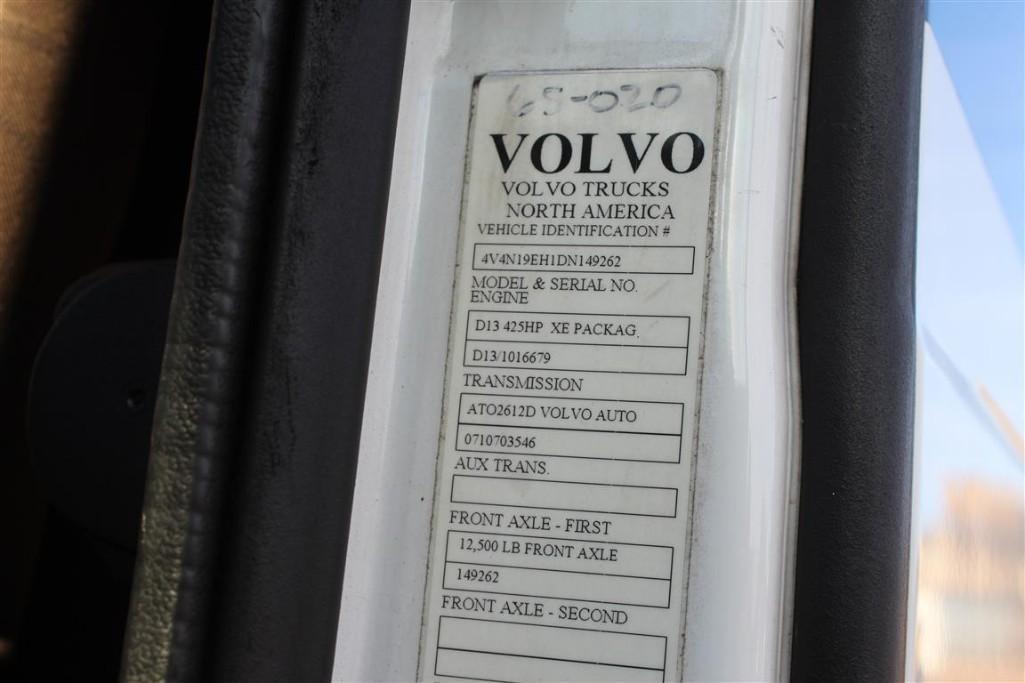 65-020
VOLVO
VOLVO TRUCKS
NORTH AMERICA
VEHICLE IDENTIFICATION #
4V4N19EH1DN149262
MODEL & SERIAL NO.
ENGINE
D13 425HP XE PACKAG.
D13/1016679
TRANSMISSION
ATO2612D VOLVO AUTO
0710703546
AUX TRANS.
FRONT AXLE - FIRST
12,500 LB FRONT AXLE
149262
FRONT AXLE - SECOND